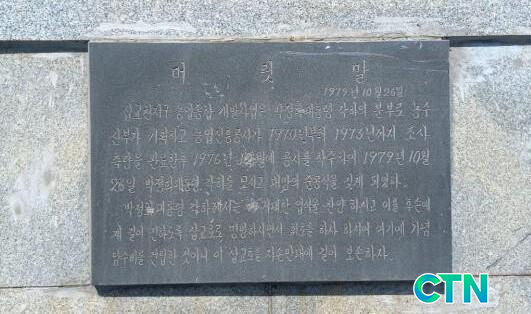 머 릿 말
1979년 10월 26일
삽교천지구 농업종합 개발사업은 박정희대통령 각하의 분부로 농수
산부가 계획하고 농업진흥공사가 1970년부터 1973년까지 조사
측량을 완료한후 1976년 12월에 공사를 착수하여 1979년 10월
26일 박정희대통령 각하를 모시고 대망의 준공식을 갖게 되었다.
박정희대통령 각하께서는 이 거대한 업적을 찬양 하시고 이를 후손에
게 길이 전하도록 삽교호로 명명하시면서 휘호를 하사 하시어 여기에 기념
탑수비를 건립한 것이니 이 삽교호를 자손만대에 길이 보존하자.
CTN